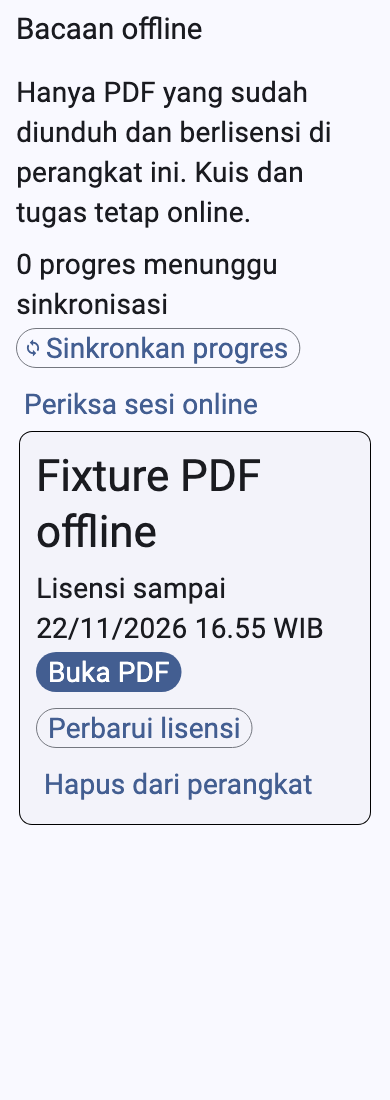 Bacaan offline
Hanya PDF yang sudah
diunduh dan berlisensi di
perangkat ini. Kuis dan
tugas tetap online.
0 progres menunggu
sinkronisasi
Sinkronkan progres
Periksa sesi online
Fixture PDF
offline
Lisensi sampai
22/11/2026 16.55 WIB
Buka PDF
Perbarui lisensi
Hapus dari perangkat